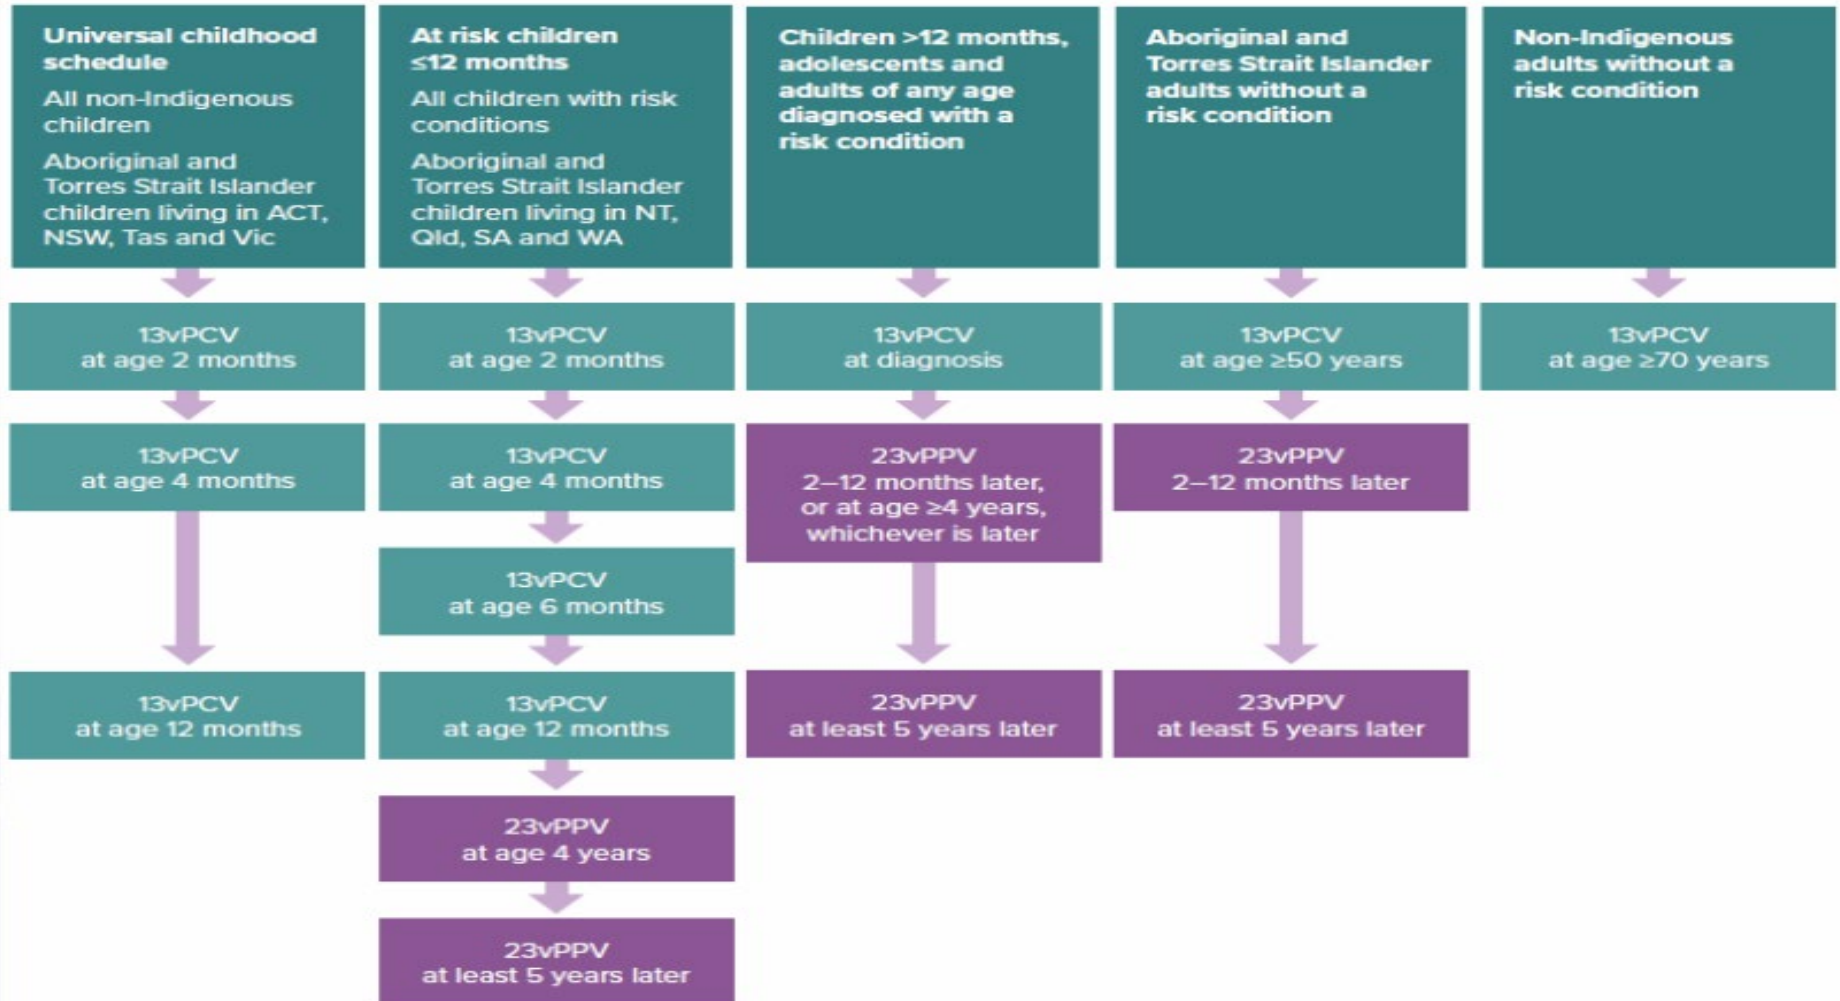 Universal childhood
schedule
All non-Indigenous
children
Aboriginal and
Torres Strait Islander
children living in ACT,
NSW, Tas and Vic
13vPCV
at age 2 months
13vPCV
at age 4 months
13vPCV
at age 12 months
At risk children
≤12 months
All children with risk
conditions
Aboriginal and
Torres Strait Islander
children living in NT,
Qld, SA and WA
13vPCV
at age 2 months
13vPCV
at age 4 months
13vPCV
at age 6 months
13vPCV
at age 12 months
23vPPV
at age 4 years
23vPPV
at least 5 years later
Children >12 months,
adolescents and
adults of any age
diagnosed with a
risk condition
13vPCV
at diagnosis
23vPPV
2–12 months later,
or at age ≥4 years,
whichever is later
23vPPV
at least 5 years later
Aboriginal and
Torres Strait Islander
adults without a
risk condition
13vPCV
at age ≥50 years
23vPPV
2–12 months later
23vPPV
at least 5 years later
Non-Indigenous
adults without a
risk condition
13vPCV
at age ≥70 years